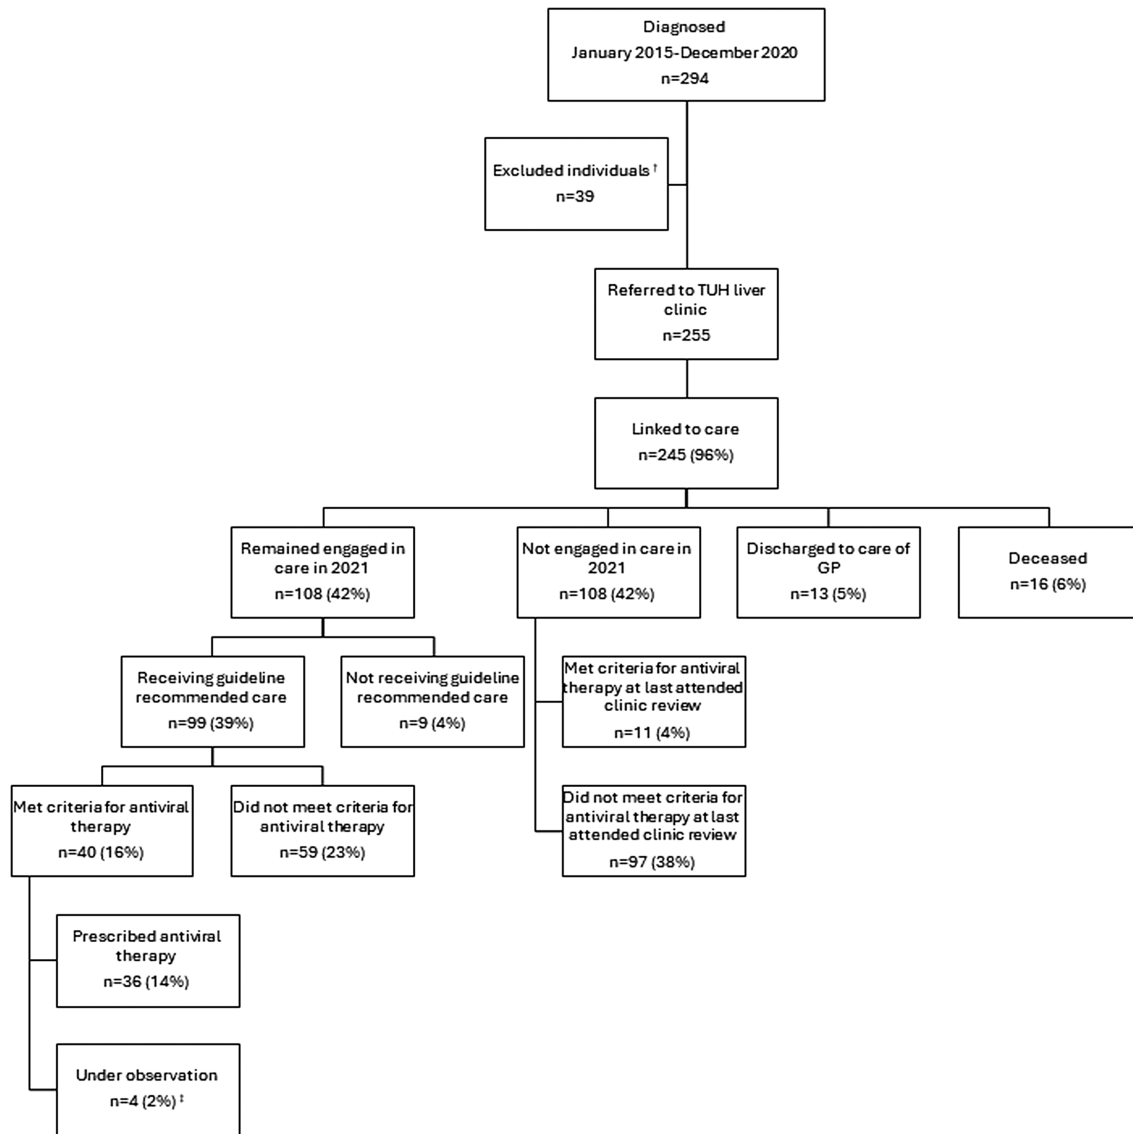 Diagnosed
January 2015-December 2020
n=294
Excluded individuals †
n=39
Referred to TUH liver
clinic
n=255
Linked to care
n=245 (96%)
Remained engaged in
care in 2021
n=108 (42%)
Not engaged in care in
2021
n=108 (42%)
Discharged to care of
GP
n=13 (5%)
Deceased
n=16 (6%)
Receiving guideline
recommended care
n=99 (39%)
Not receiving guideline
recommended care
n=9 (4%)
Met criteria for antiviral
therapy at last attended
clinic review
n=11 (4%)
Met criteria for antiviral
therapy
n=40 (16%)
Did not meet criteria for
antiviral therapy
n=59 (23%)
Did not meet criteria for
antiviral therapy at last
attended clinic review
n=97 (38%)
Prescribed antiviral
therapy
n=36 (14%)
Under observation
n=4 (2%) ‡